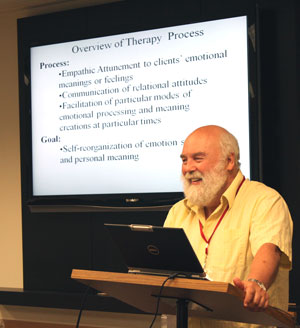 Overview of Therapy Process
Process:
•Empathic Attunement to clients´ emotional
meanings or feelings
•Communication of relational attitudes
•Facilitation of particular modes of
emotional processing and meaning
creations at particular times
Goal:
•Self-reorganization of emotion
and personal meaning